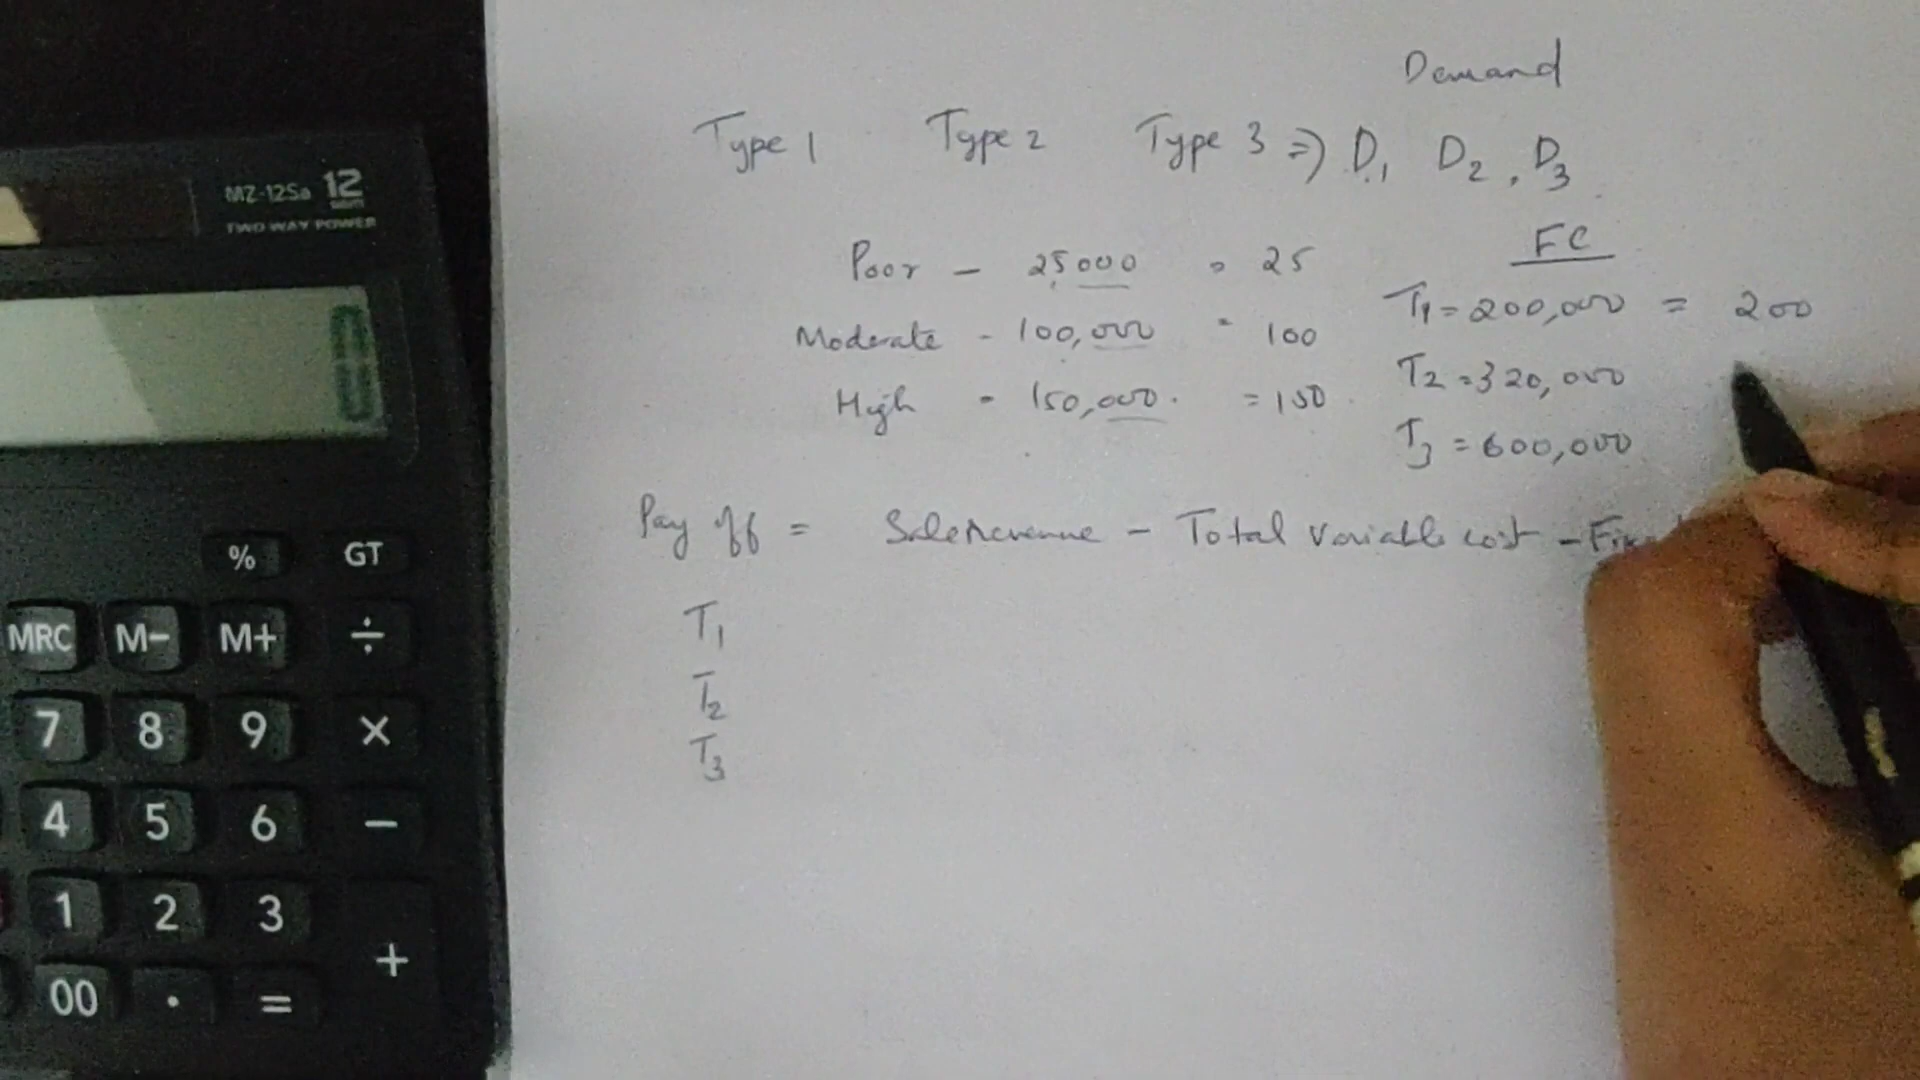 Demand
Type 1 Type 2 Type 3 => D1 D2, D3
FC
Poor - 25000 = 25
T1 = 200,000 = 200
Moderate - 100,000 = 100
T2 = 320,000
High - 150,000. = 150
T3 = 600,000
Pay off = Sale Revenue - Total Variable cost - Fix
T1
T2
T3
MZ-12Sa 12
TWO WAY POWER
0
% GT
MRC M- M+ ÷
7 8 9 ×
4 5 6 −
1 2 3
+
00 . =